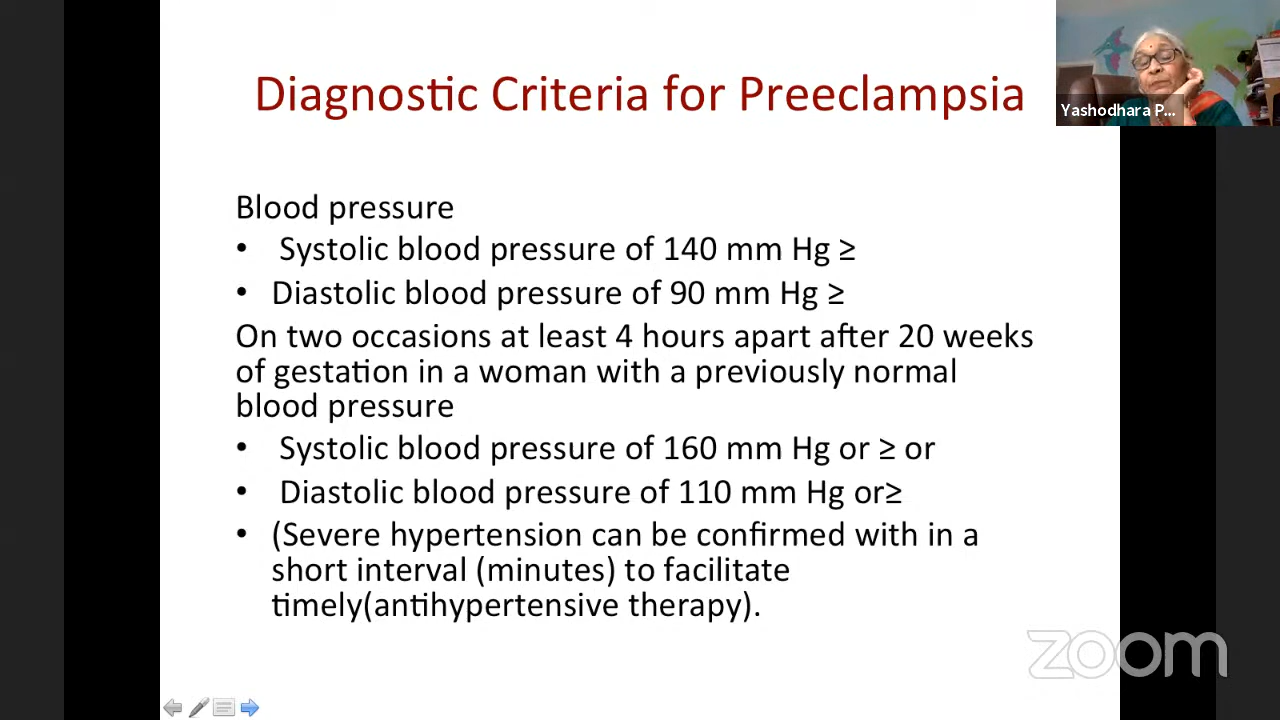 Diagnostic Criteria for Preeclampsia
Yashodhara P...
Blood pressure
• Systolic blood pressure of 140 mm Hg ≥
• Diastolic blood pressure of 90 mm Hg ≥
On two occasions at least 4 hours apart after 20 weeks
of gestation in a woman with a previously normal
blood pressure
• Systolic blood pressure of 160 mm Hg or ≥ or
• Diastolic blood pressure of 110 mm Hg or≥
• (Severe hypertension can be confirmed with in a
short interval (minutes) to facilitate
timely(antihypertensive therapy).
zoom